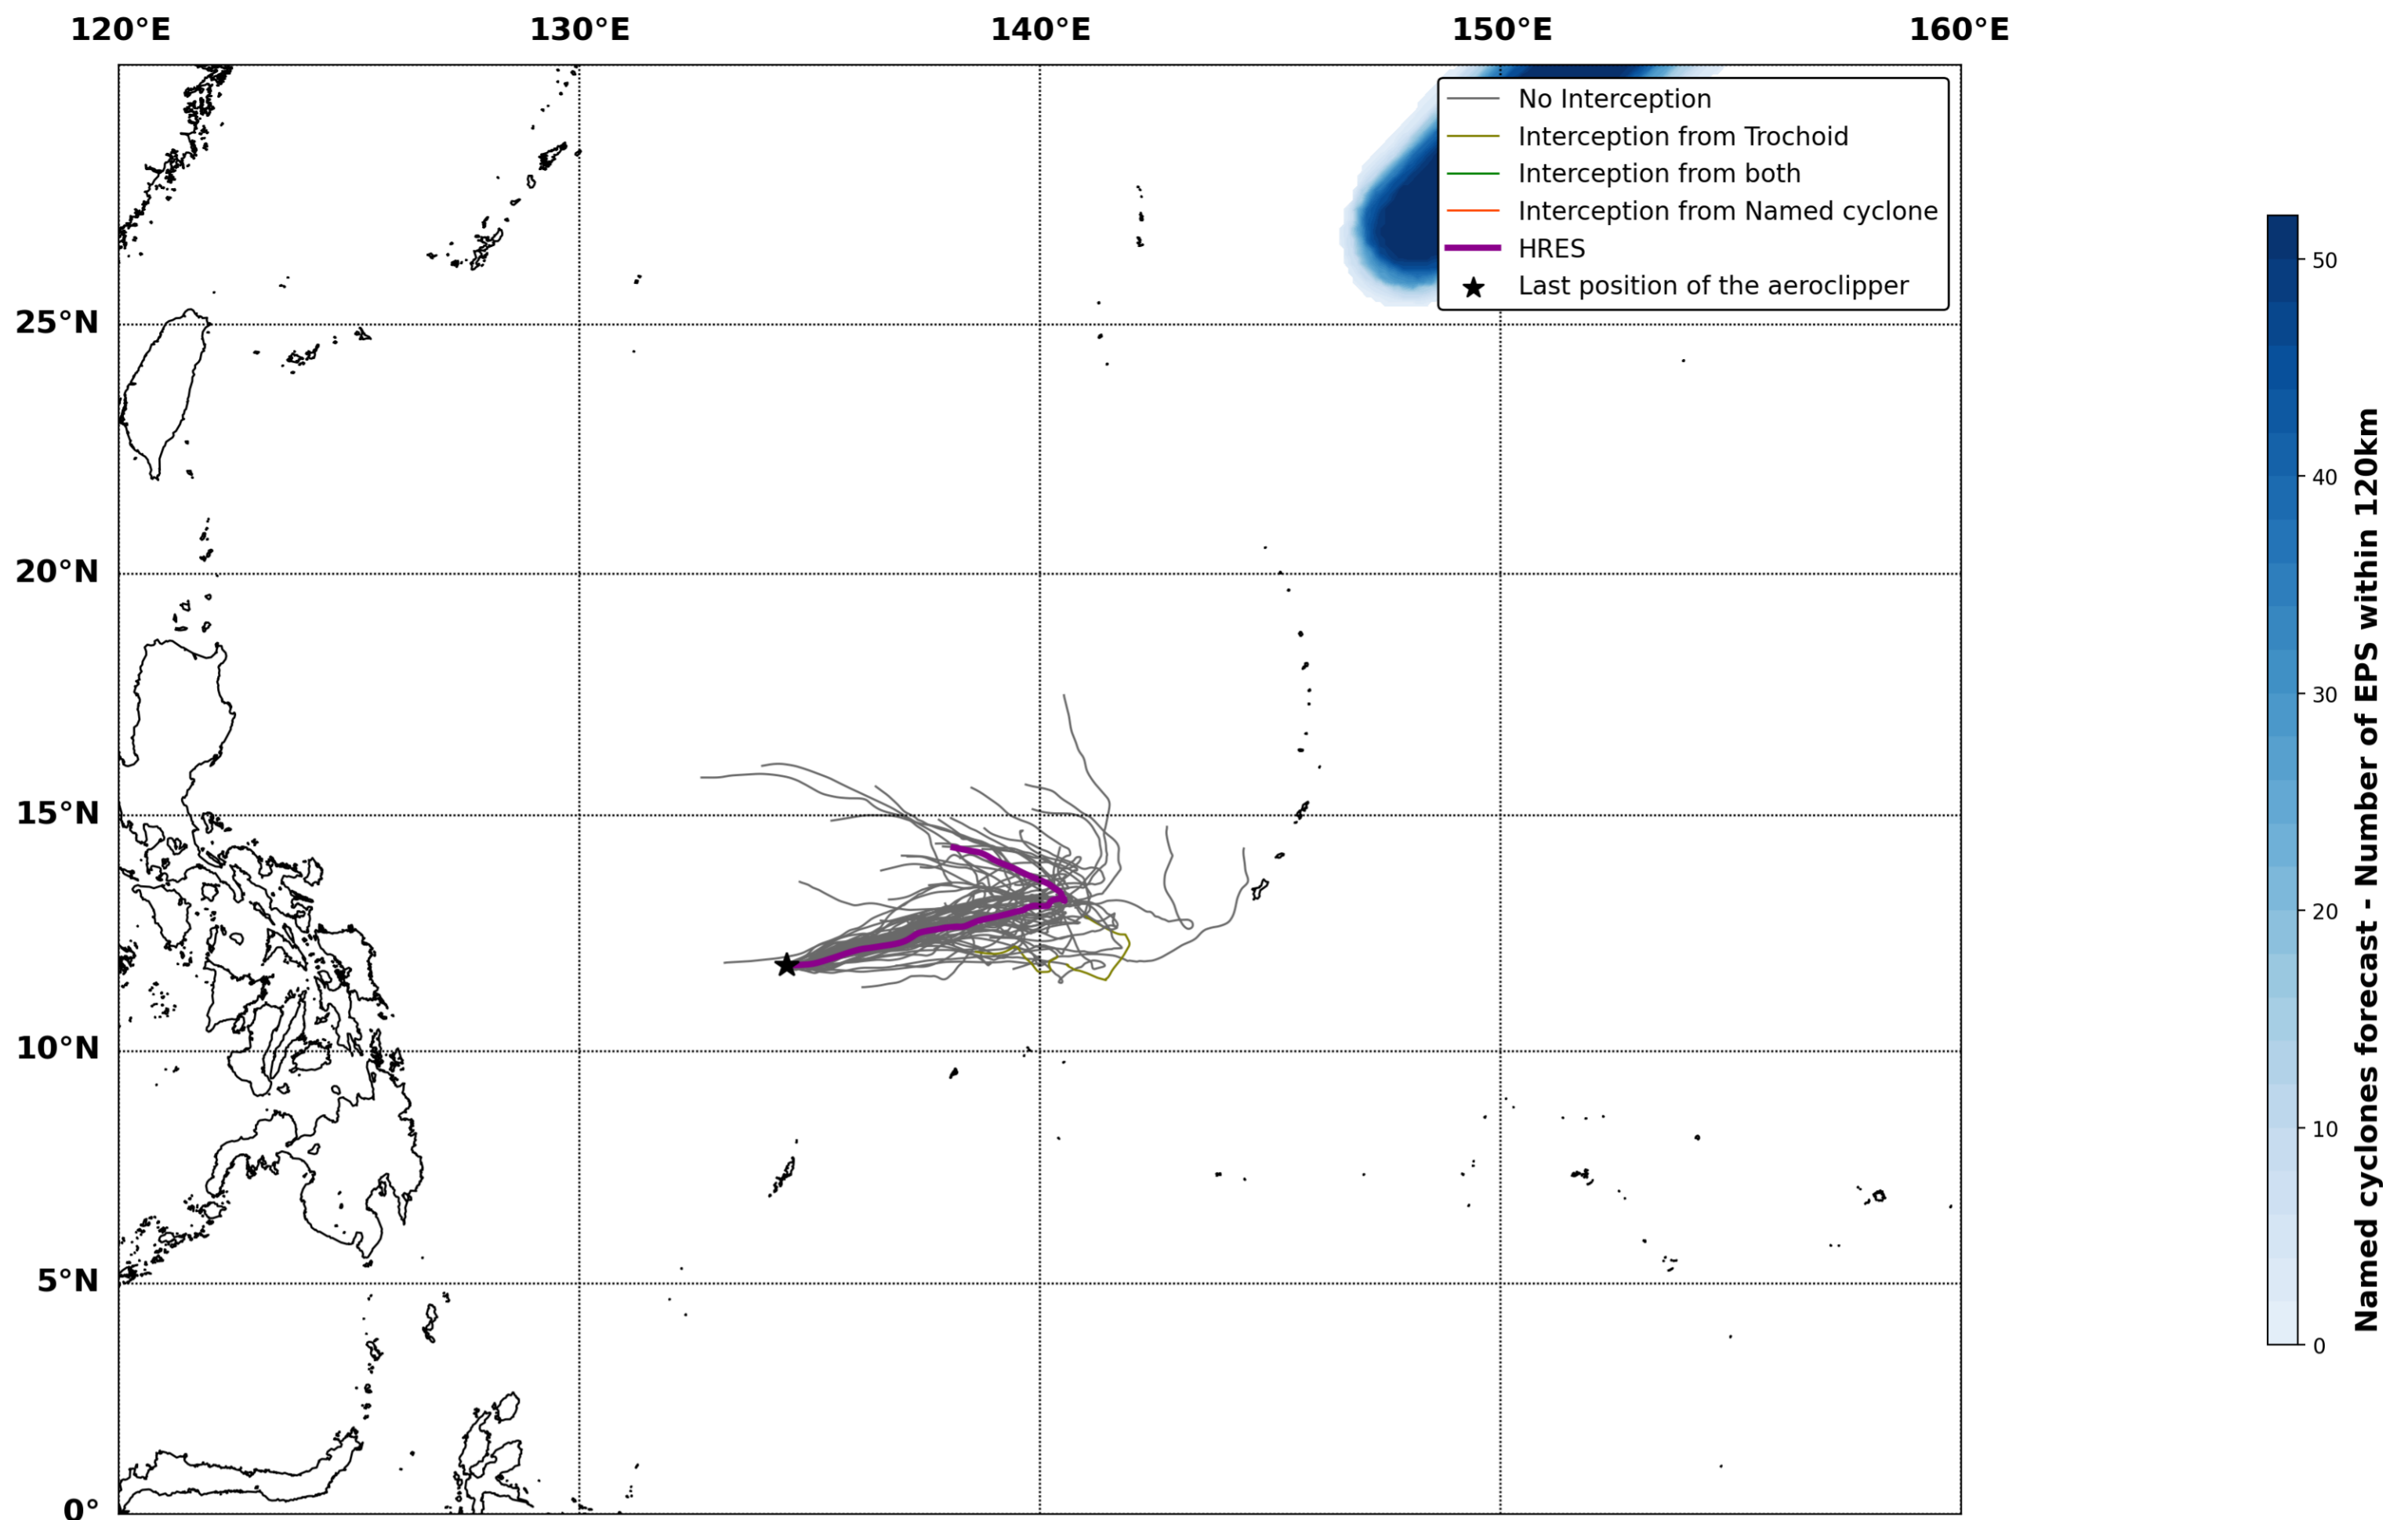 120°E 130°E 140°E 150°E 160°E
No Interception
Interception from Trochoid
Interception from both
Interception from Named cyclone
HRES
Last position of the aeroclipper
25°N
20°N
15°N
10°N
5°N
0°
50
40
30
20
10
0
Named cyclones forecast - Number of EPS within 120km